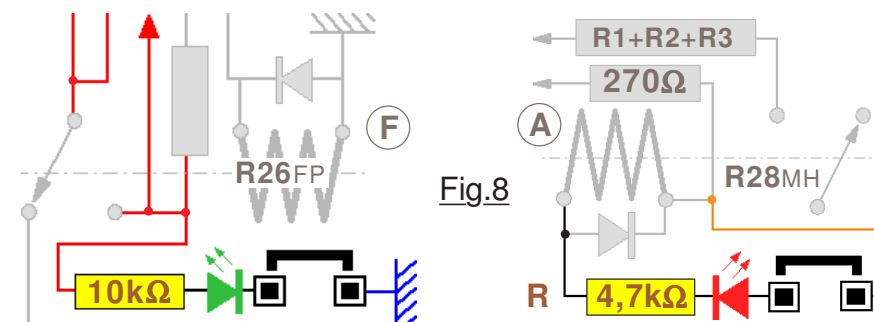 R26FP
F
10kΩ
Fig.8
R1+R2+R3
270Ω
A
R28MH
R
4,7kΩ